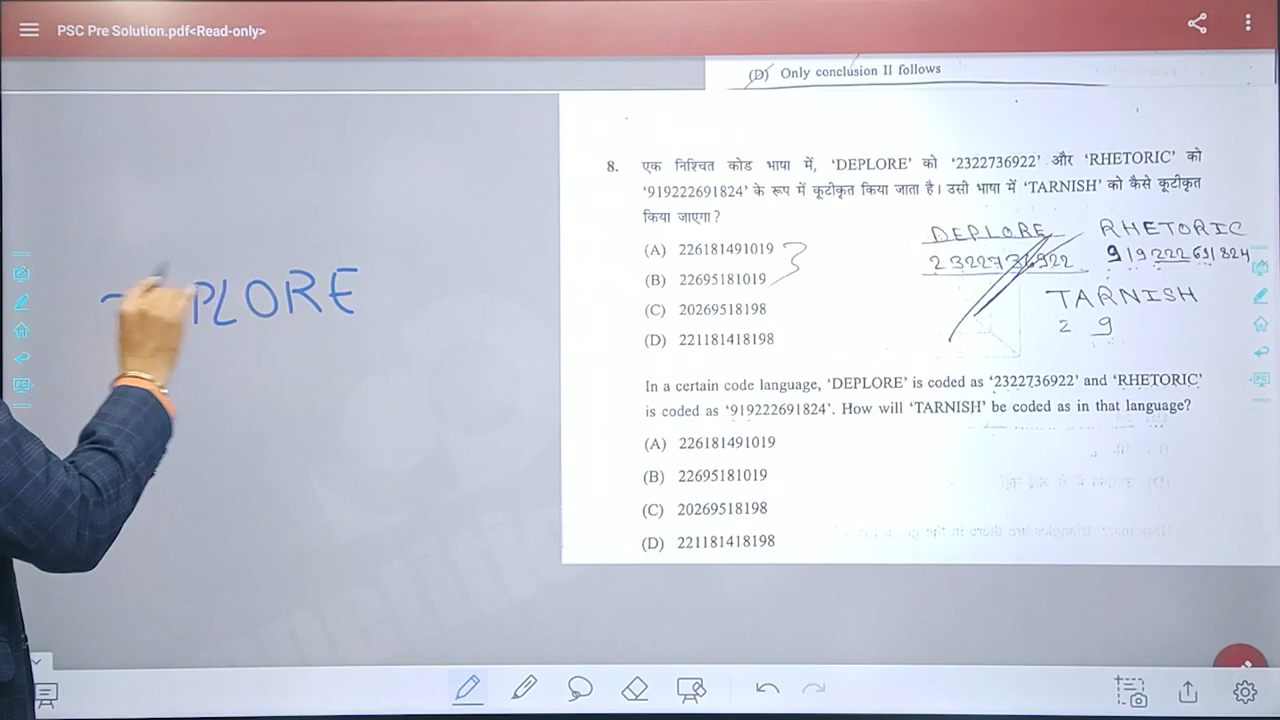 PSC Pre Solution.pdf<Read-only>
(D) Only conclusion II follows
8. एक निश्चित कोड भाषा में, 'DEPLORE' को '2322736922' और 'RHETORIC' को
'919222691824' के रूप में कूटीकृत किया जाता है। उसी भाषा में 'TARNISH' को कैसे कूटीकृत
किया जाएगा?
(A) 226181491019
(B) 22695181019
(C) 20269518198
(D) 221181418198
DEPLORE
2322736922
RHETORIC
919222691824
TARNISH
2 9
PLORE
In a certain code language, 'DEPLORE' is coded as '2322736922' and 'RHETORIC'
is coded as '919222691824'. How will 'TARNISH' be coded as in that language?
(A) 226181491019
(B) 22695181019
(C) 20269518198
(D) 221181418198